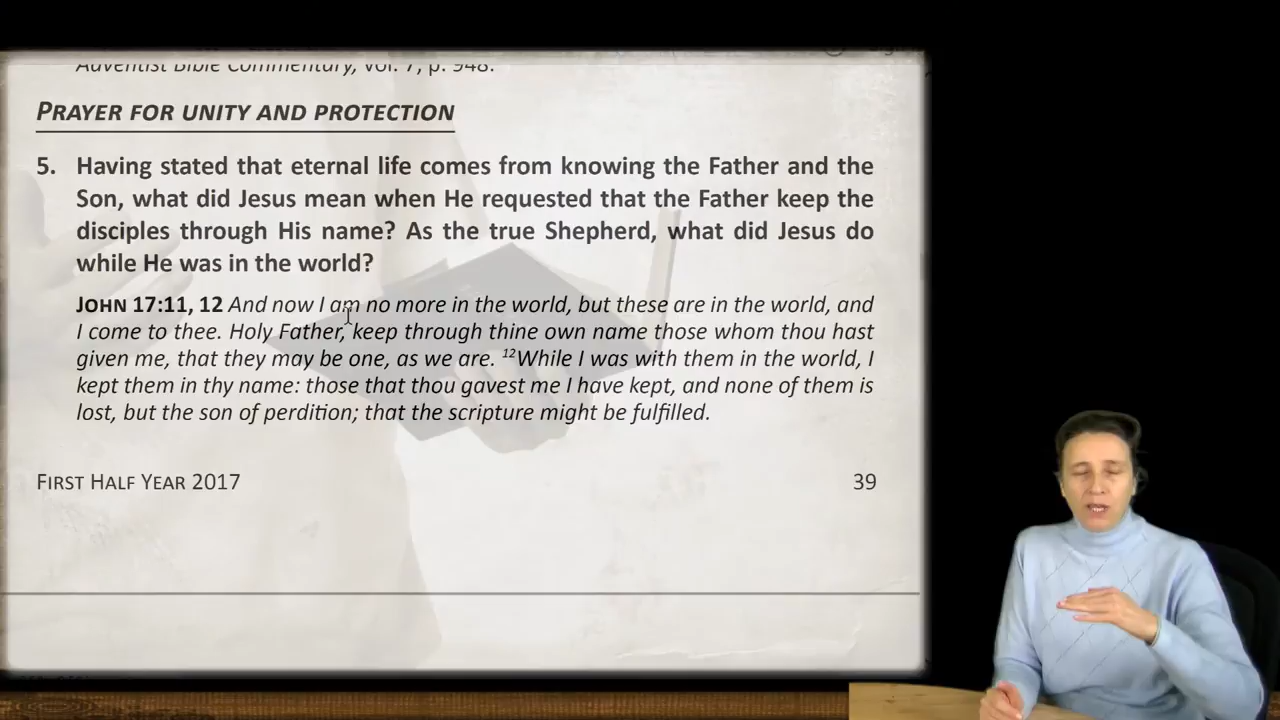 Adventist Bible Commentary, vol. 7, p. 948.
PRAYER FOR UNITY AND PROTECTION
5. Having stated that eternal life comes from knowing the Father and the
Son, what did Jesus mean when He requested that the Father keep the
disciples through His name? As the true Shepherd, what did Jesus do
while He was in the world?
JOHN 17:11, 12 And now I am no more in the world, but these are in the world, and
I come to thee. Holy Father, keep through thine own name those whom thou hast
given me, that they may be one, as we are. 12While I was with them in the world, I
kept them in thy name: those that thou gavest me I have kept, and none of them is
lost, but the son of perdition; that the scripture might be fulfilled.
FIRST HALF YEAR 2017 39